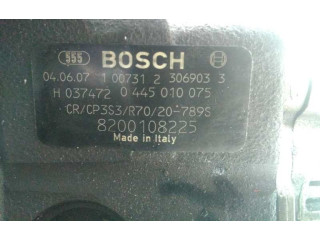 555 BOSCH
04.06.07 1 00731 2 306903 3
H 037472 0 445 010 075
CR/CP3S3/R70/20-789S
8200108225
Made in Italy